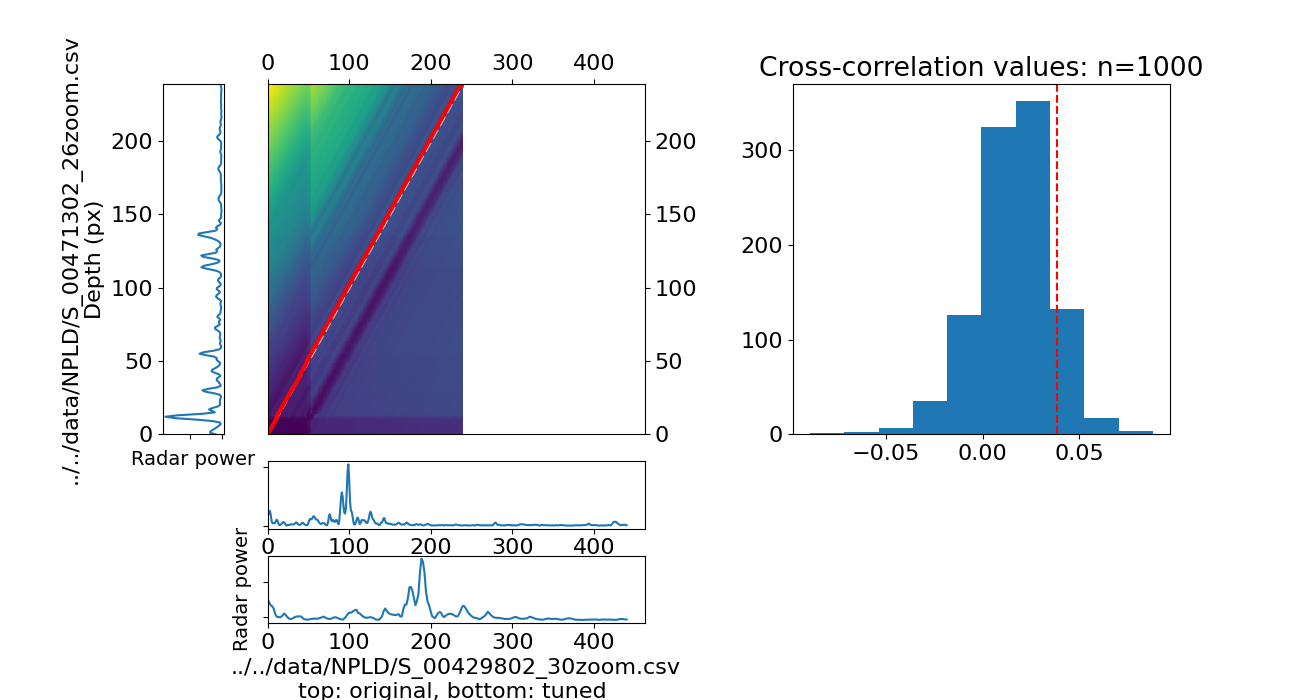 ../../data/NPLD/S_00471302_26zoom.csv
Depth (px)
0 100 200 300 400
200
150
100
50
0
Radar power
200
150
100
50
0
Radar power
0 100 200 300 400
0 100 200 300 400
../../data/NPLD/S_00429802_30zoom.csv
top: original, bottom: tuned
Cross-correlation values: n=1000
300
200
100
0
−0.05 0.00 0.05